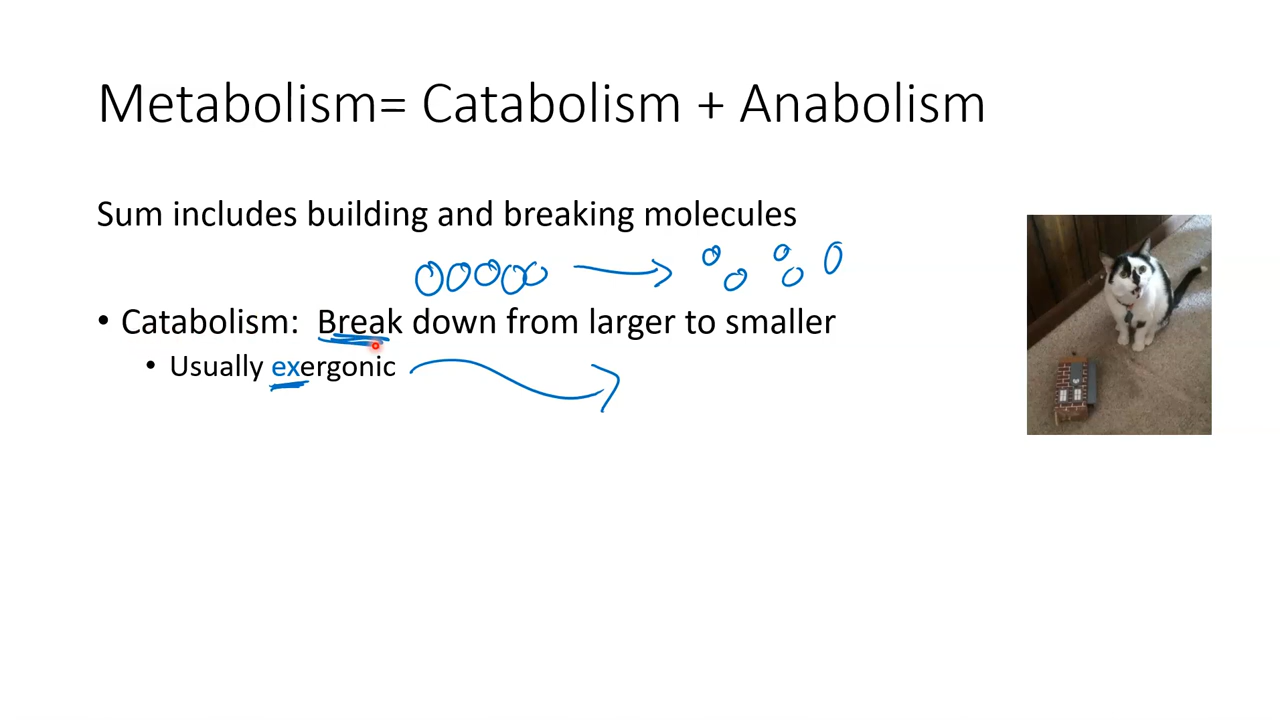 Metabolism= Catabolism + Anabolism
Sum includes building and breaking molecules
• Catabolism:  Break down from larger to smaller
• Usually exergonic